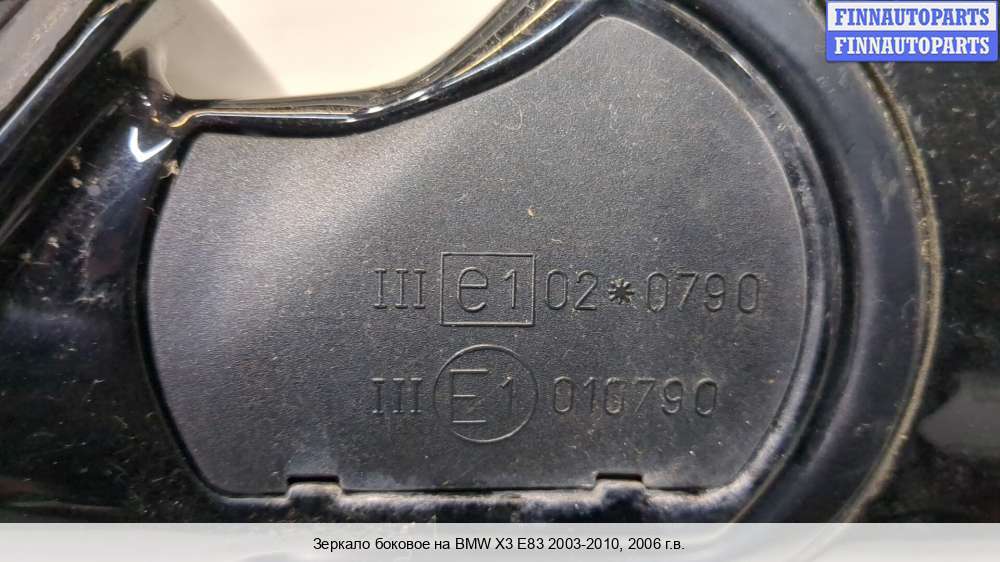 FINNAUTOPARTS
FINNAUTOPARTS
III e1 02*0790
III E1 010790
Зеркало боковое на BMW X3 E83 2003-2010, 2006 г.в.